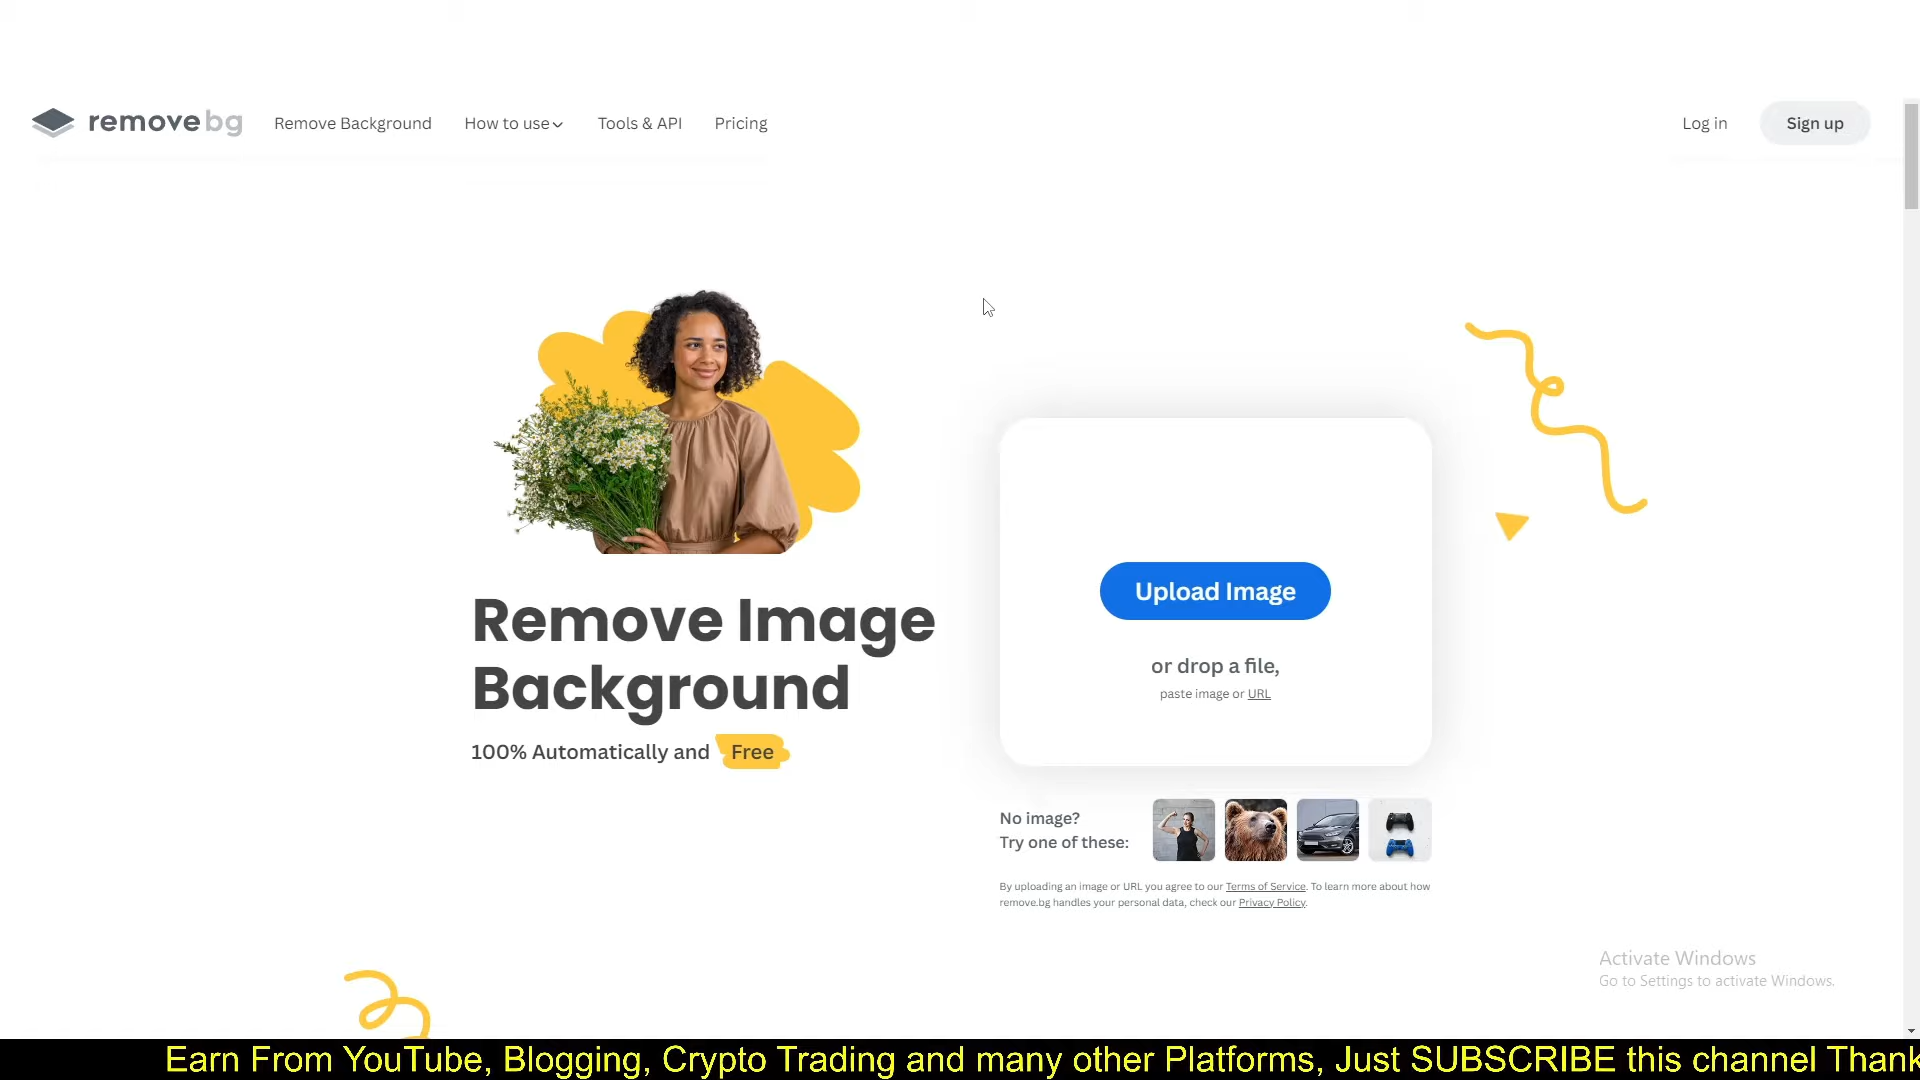 removebg
Remove Background
How to use
Tools & API
Pricing
Log in
Sign up
Remove Image
Background
100% Automatically and Free
Upload Image
or drop a file,
paste image or URL
No image?
Try one of these:
By uploading an image or URL you agree to our Terms of Service. To learn more about how
remove.bg handles your personal data, check our Privacy Policy.
Activate Windows
Go to Settings to activate Windows.
Earn From YouTube, Blogging, Crypto Trading and many other Platforms, Just SUBSCRIBE this channel Thank